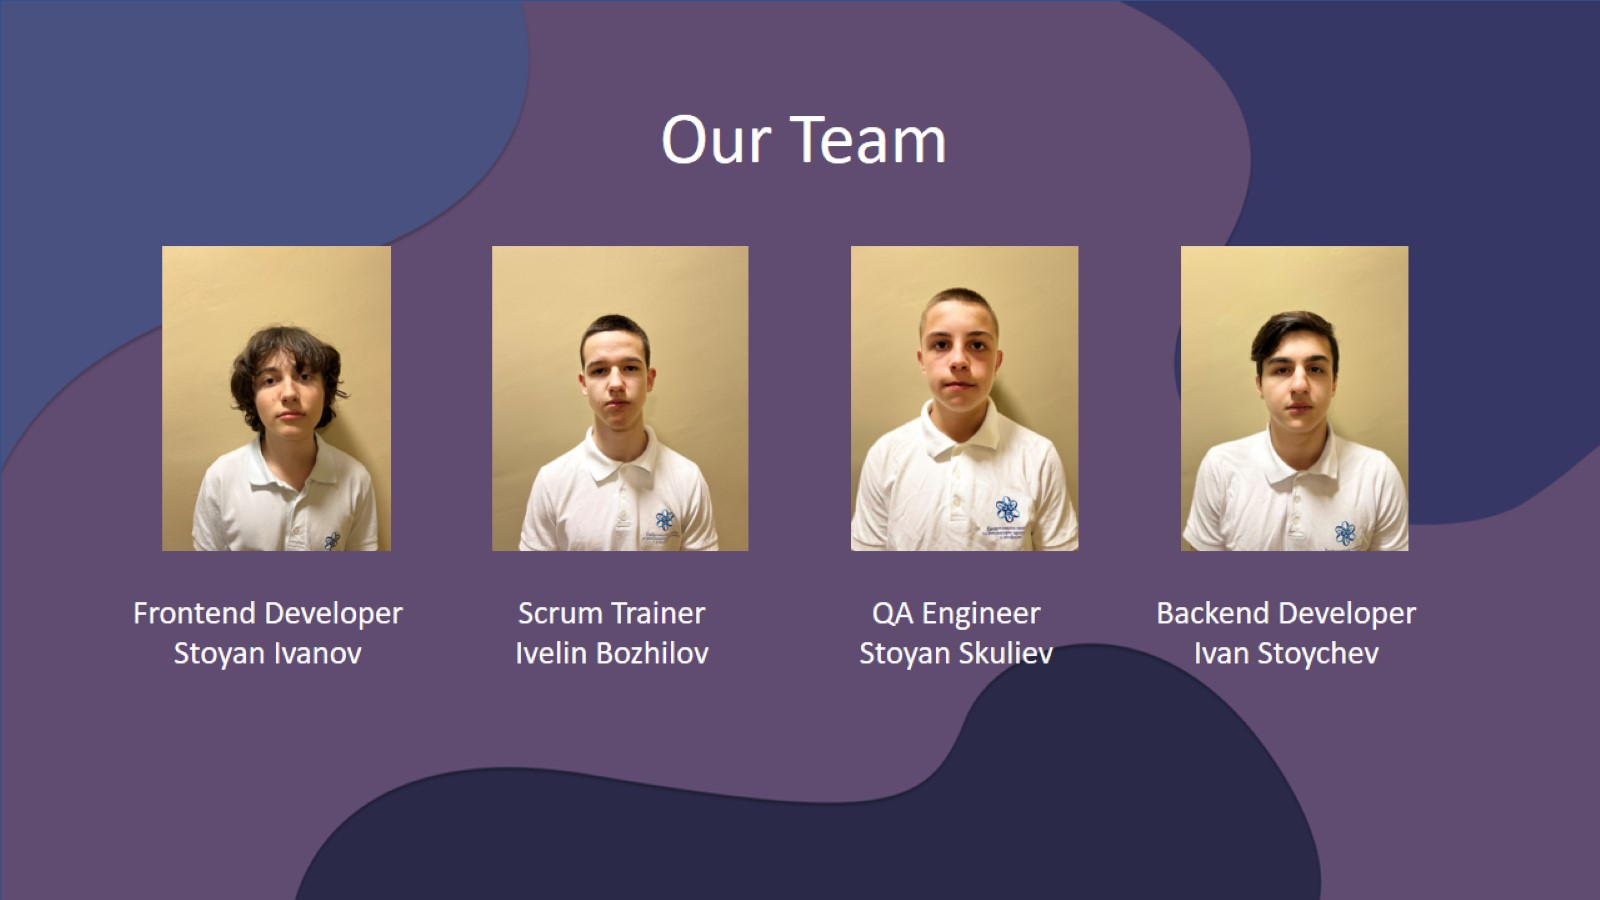 Our Team
Frontend Developer
Stoyan Ivanov
Scrum Trainer
Ivelin Bozhilov
QA Engineer
Stoyan Skuliev
Backend Developer
Ivan Stoychev